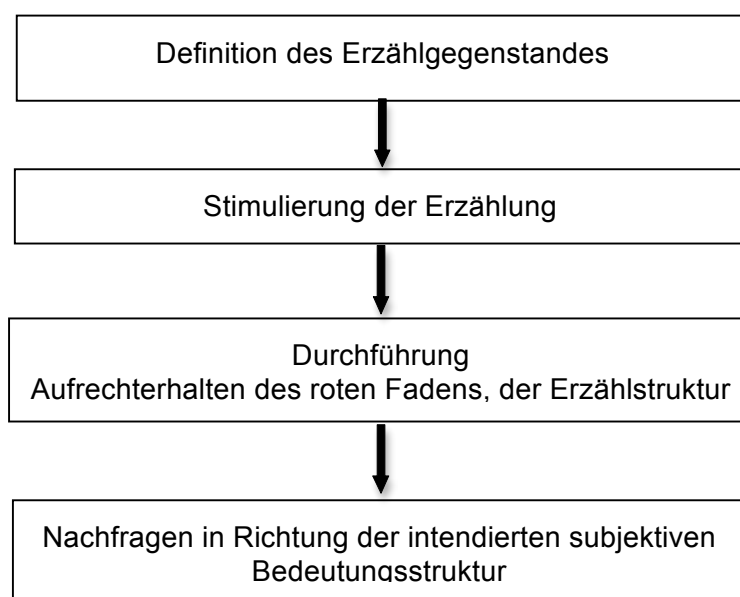 Definition des Erzählgegenstandes
Stimulierung der Erzählung
Durchführung
Aufrechterhalten des roten Fadens, der Erzählstruktur
Nachfragen in Richtung der intendierten subjektiven
Bedeutungsstruktur